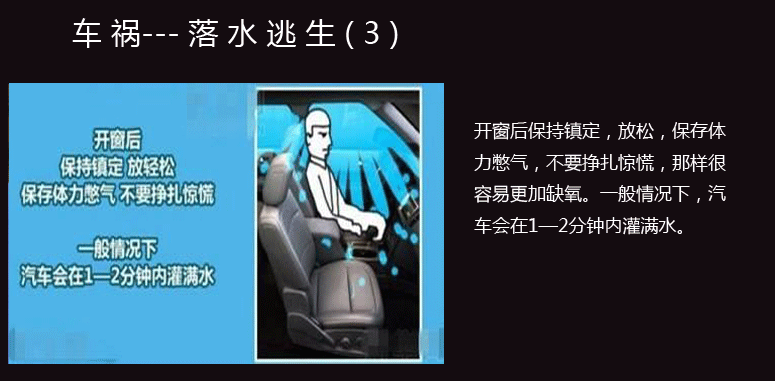 车祸---落水逃生(3)
开窗后
保持镇定 放轻松
保存体力憋气 不要挣扎惊慌
一般情况下
汽车会在1—2分钟内灌满水
开窗后保持镇定，放松，保存体
力憋气，不要挣扎惊慌，那样很
容易更加缺氧。一般情况下，汽
车会在1—2分钟内灌满水。